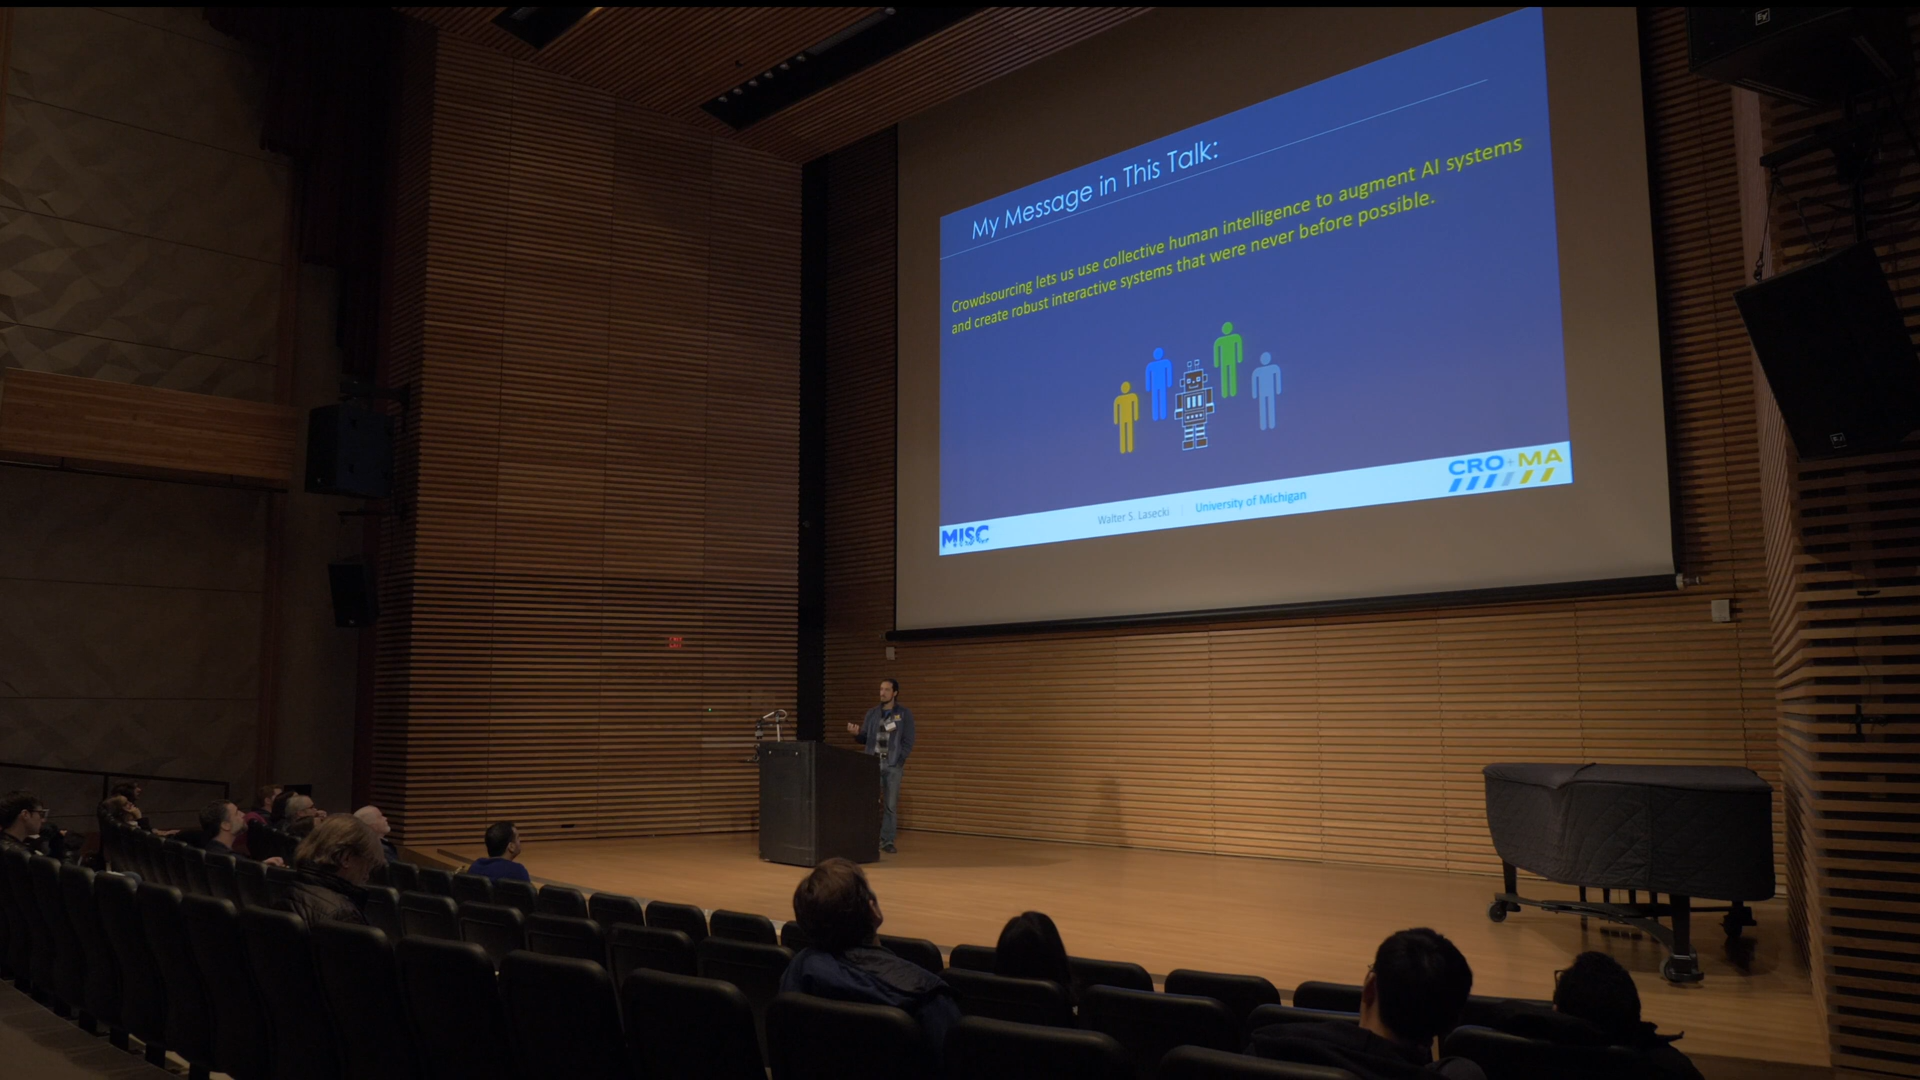 My Message in This Talk:
Crowdsourcing lets us use collective human intelligence to augment AI systems
and create robust interactive systems that were never before possible.
CRO+MA
Walter S. Lasecki | University of Michigan
MISC